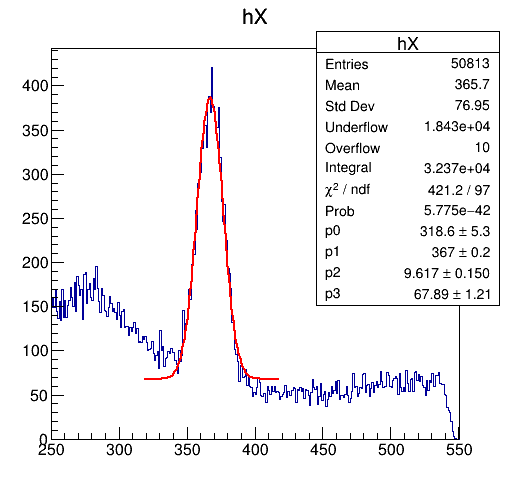 hX
hX
Entries 50813
Mean 365.7
Std Dev 76.95
Underflow 1.843e+04
Overflow 10
Integral 3.237e+04
χ² / ndf 421.2 / 97
Prob 5.775e−42
p0 318.6 ± 5.3
p1 367 ± 0.2
p2 9.617 ± 0.150
p3 67.89 ± 1.21
400
350
300
250
200
150
100
50
0
250 300 350 400 450 500 550